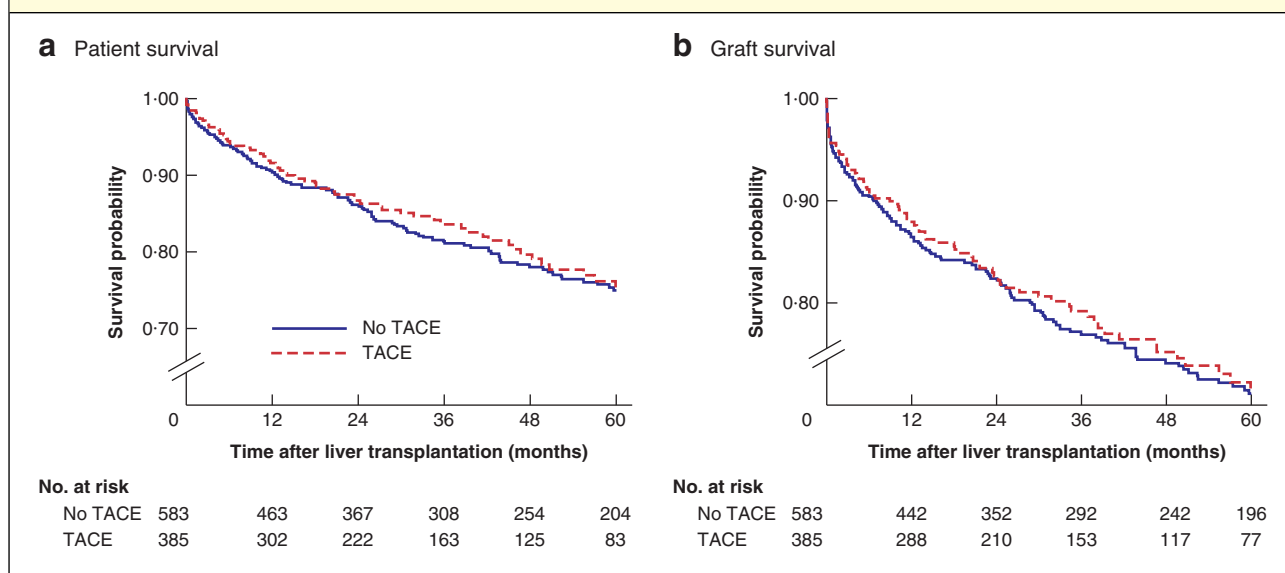 a Patient survival
1·00
0·90
0·80
0·70
Survival probability
No TACE
TACE
0 12 24 36 48 60
Time after liver transplantation (months)
No. at risk
No TACE 583 463 367 308 254 204
TACE 385 302 222 163 125 83
b Graft survival
1·00
0·90
0·80
Survival probability
0 12 24 36 48 60
Time after liver transplantation (months)
No. at risk
No TACE 583 442 352 292 242 196
TACE 385 288 210 153 117 77